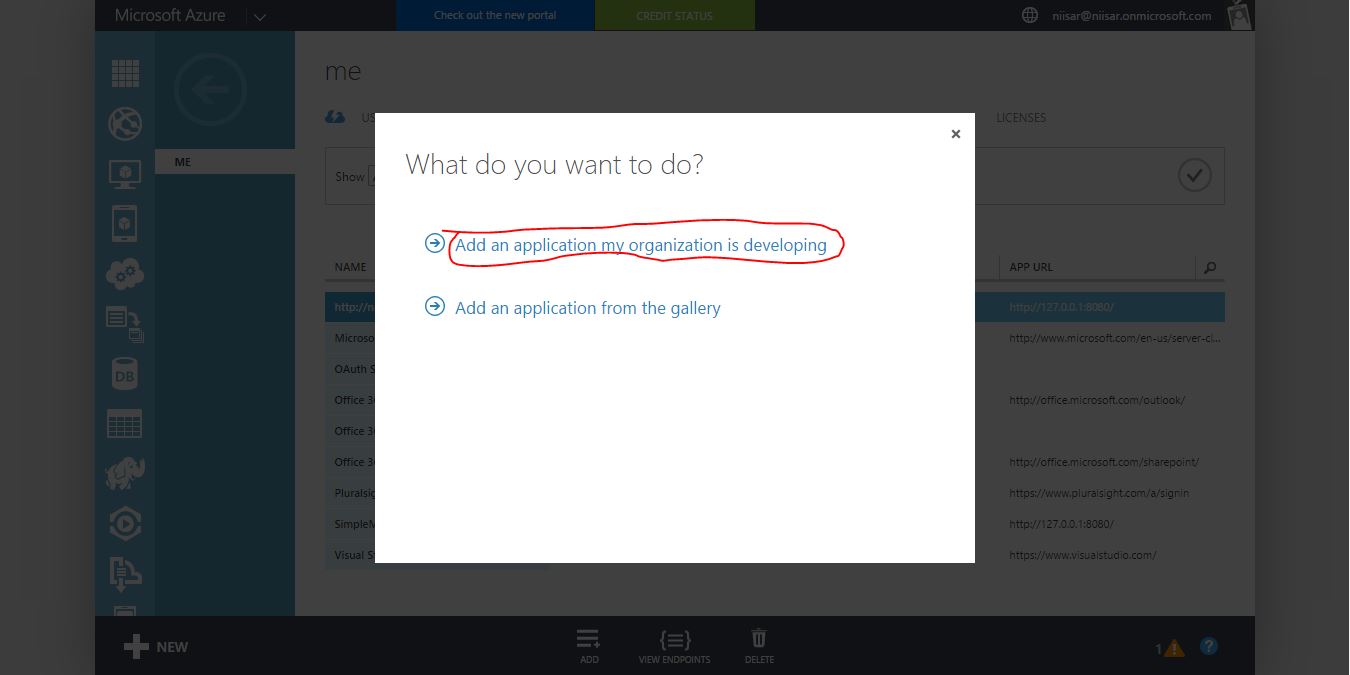 Microsoft Azure
Check out the new portal
CREDIT STATUS
niisar@niisar.onmicrosoft.com
me
ME
LICENSES
What do you want to do?
Show
Add an application my organization is developing
Add an application from the gallery
NAME
APP URL
http://127.0.0.1:8080/
http://www.microsoft.com/en-us/server-cl...
OAuth S
Office 3
http://office.microsoft.com/outlook/
Office 3
Office 3
http://office.microsoft.com/sharepoint/
Pluralsig
https://www.pluralsight.com/a/signin
SimpleM
http://127.0.0.1:8080/
Visual S
https://www.visualstudio.com/
DB
NEW
ADD
VIEW ENDPOINTS
DELETE
1